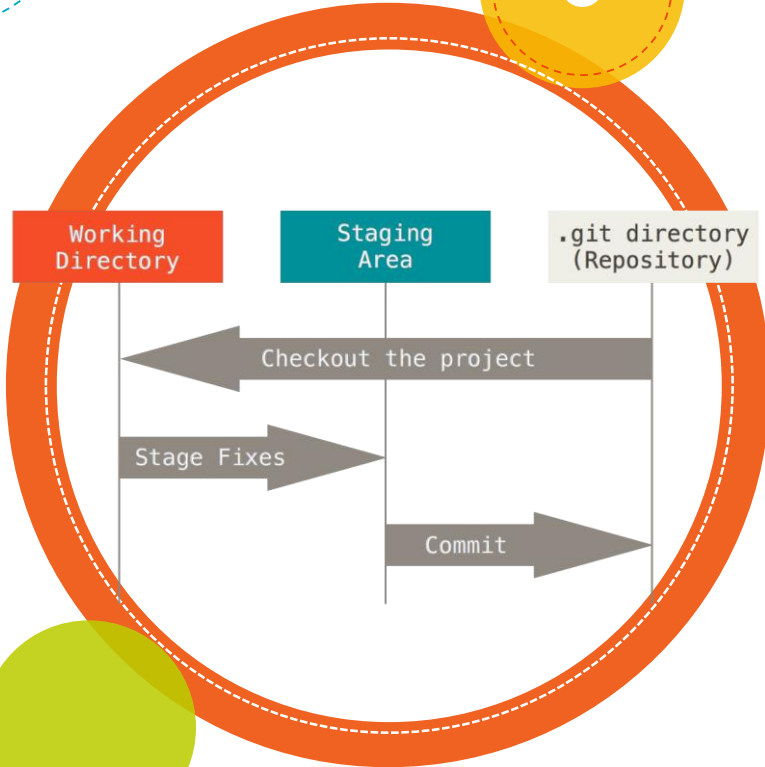 Working
Directory
Staging
Area
.git directory
(Repository)
Checkout the project
Stage Fixes
Commit